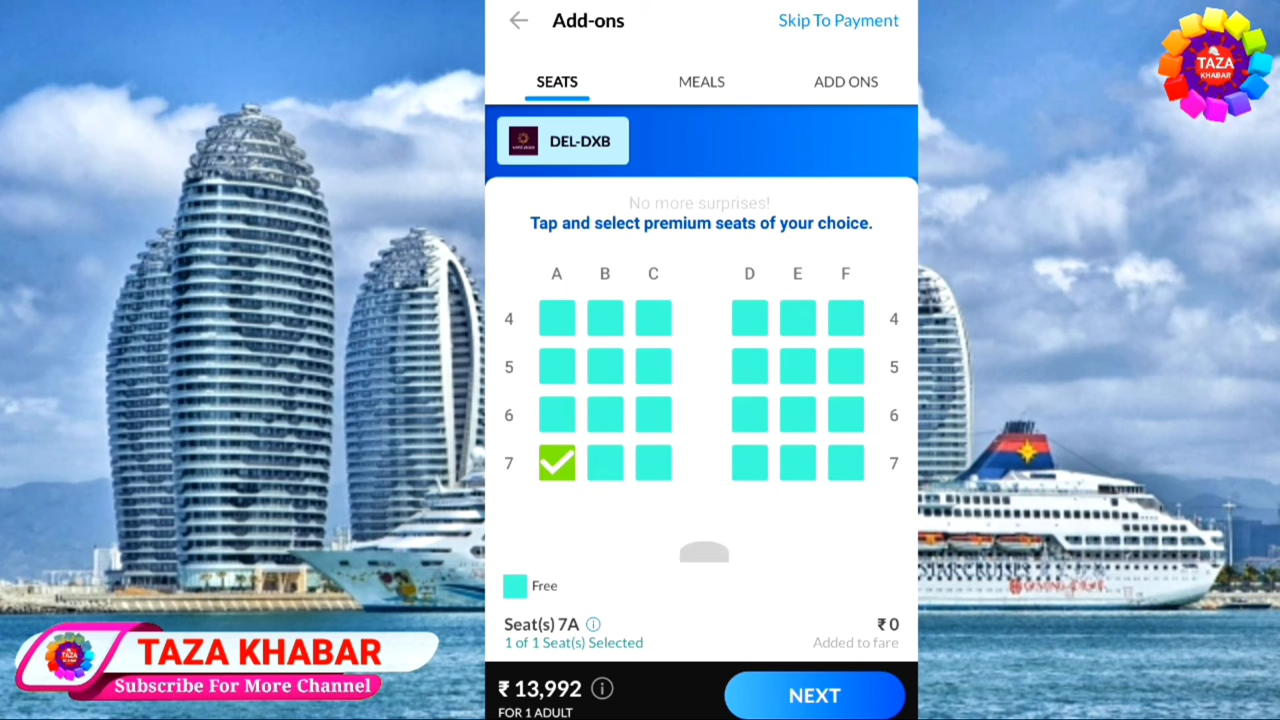 Add-ons
Skip To Payment
SEATS MEALS ADD ONS
DEL-DXB
No more surprises!
Tap and select premium seats of your choice.
A B C D E F
4 4
5 5
6 6
7 7
Free
Seat(s) 7A ₹ 0
1 of 1 Seat(s) Selected Added to fare
₹ 13,992
FOR 1 ADULT
NEXT
TAZA
KHABAR
TAZA
KHABAR
TAZA KHABAR
Subscribe For More Channel